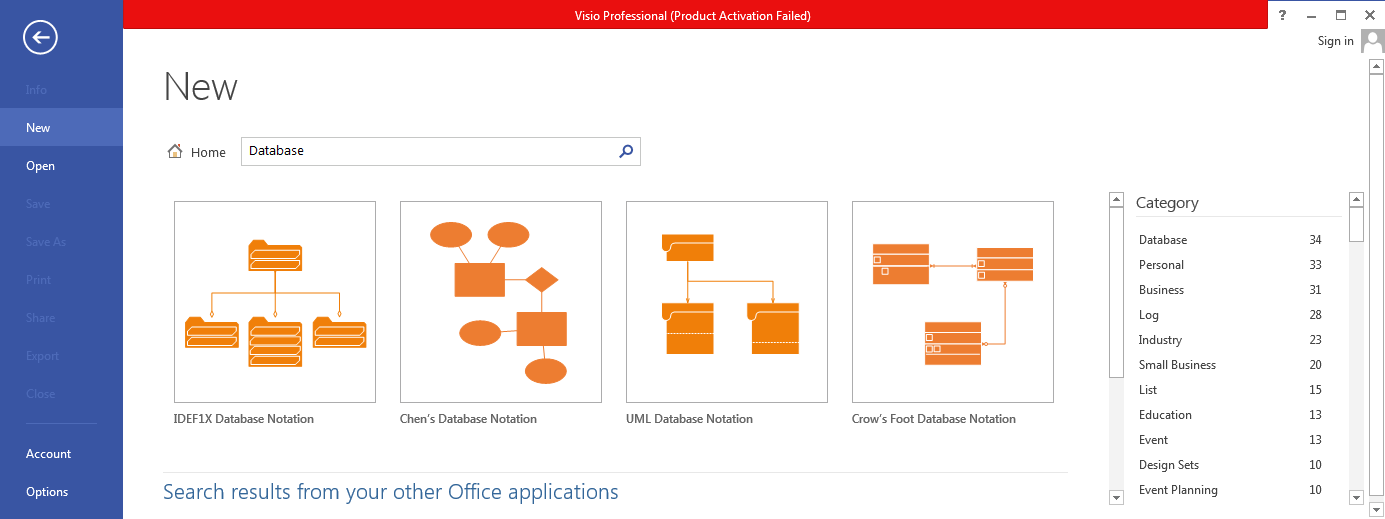 Visio Professional (Product Activation Failed)
?
Sign in
Info
New
Open
Save
Save As
Print
Share
Export
Close
Account
Options
New
Home
Database
IDEF1X Database Notation
Chen's Database Notation
UML Database Notation
Crow's Foot Database Notation
Search results from your other Office applications
Category
Database 34
Personal 33
Business 31
Log 28
Industry 23
Small Business 20
List 15
Education 13
Event 13
Design Sets 10
Event Planning 10